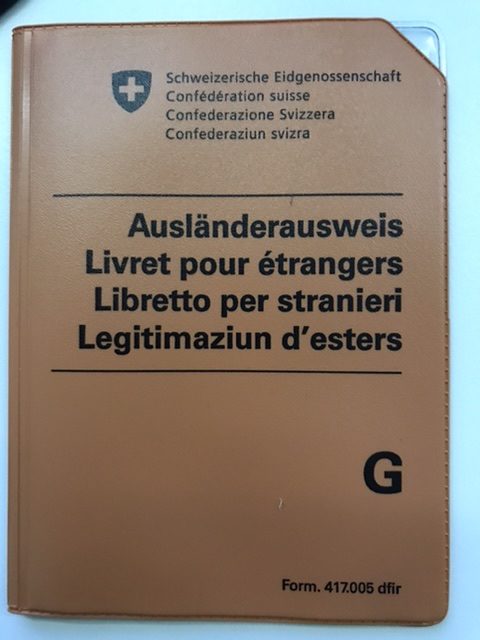 Schweizerische Eidgenossenschaft
Confédération suisse
Confederazione Svizzera
Confederaziun svizra
Ausländerausweis
Livret pour étrangers
Libretto per stranieri
Legitimaziun d'esters
G
Form. 417.005 dfir